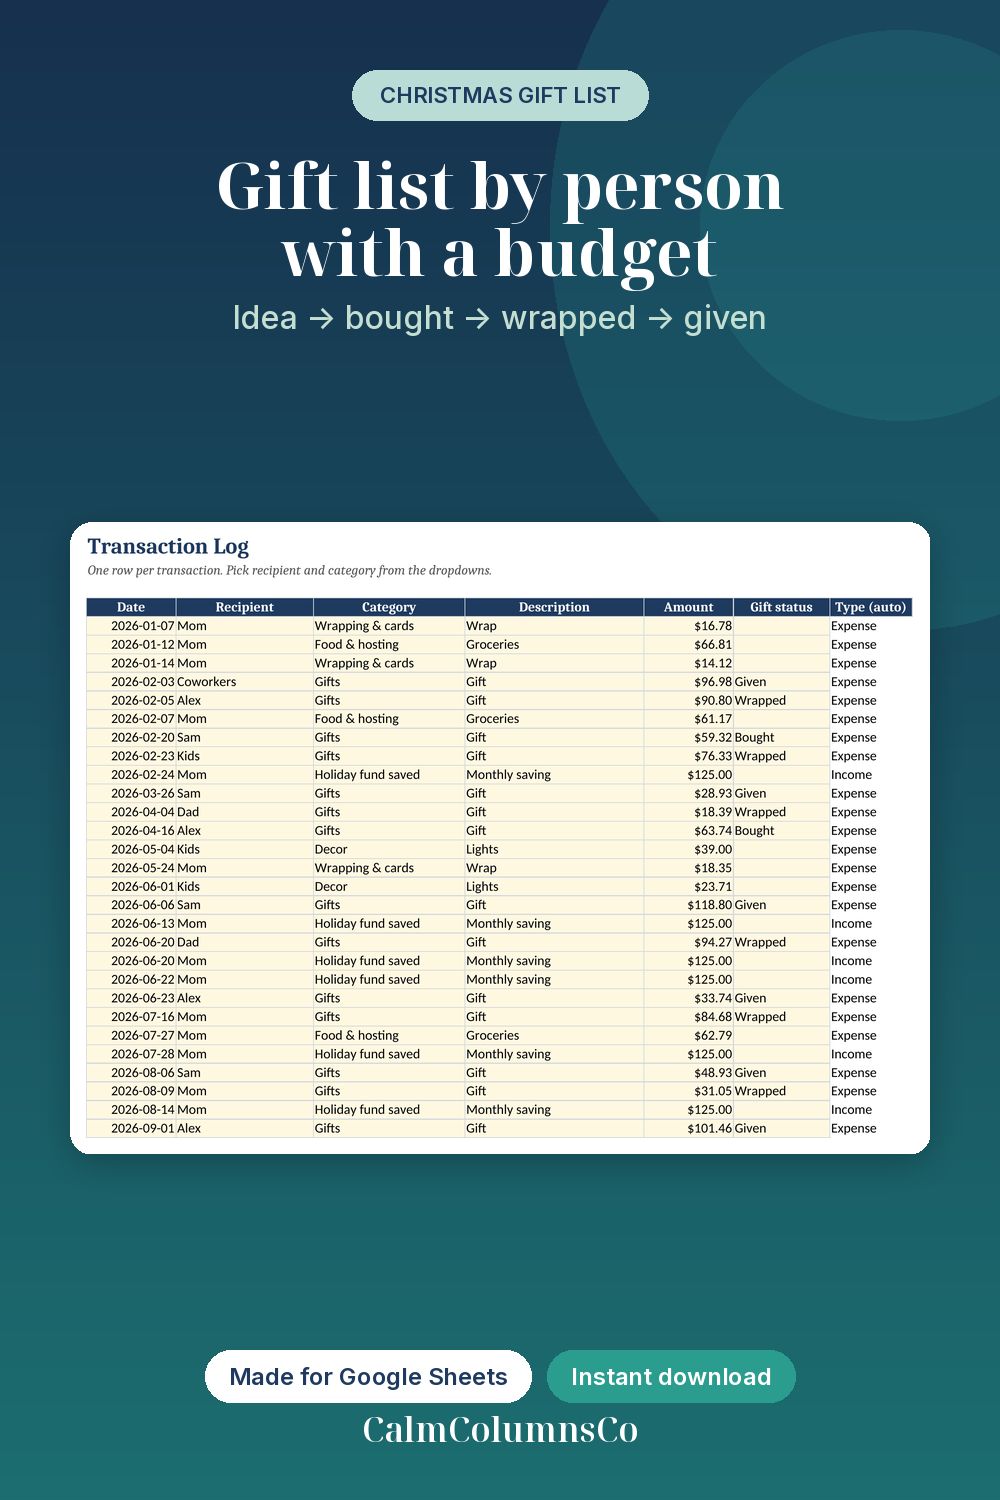 CHRISTMAS GIFT LIST
Gift list by person
with a budget
Idea → bought → wrapped → given
Transaction Log
One row per transaction. Pick recipient and category from the dropdowns.
Date Recipient Category Description Amount Gift status Type (auto)
2026-01-07 Mom Wrapping & cards Wrap $16.78 Expense
2026-01-12 Mom Food & hosting Groceries $66.81 Expense
2026-01-14 Mom Wrapping & cards Wrap $14.12 Expense
2026-02-03 Coworkers Gifts Gift $96.98 Given Expense
2026-02-05 Alex Gifts Gift $90.80 Wrapped Expense
2026-02-07 Mom Food & hosting Groceries $61.17 Expense
2026-02-20 Sam Gifts Gift $59.32 Bought Expense
2026-02-23 Kids Gifts Gift $76.33 Wrapped Expense
2026-02-24 Mom Holiday fund saved Monthly saving $125.00 Income
2026-03-26 Sam Gifts Gift $28.93 Given Expense
2026-04-04 Dad Gifts Gift $18.39 Wrapped Expense
2026-04-16 Alex Gifts Gift $63.74 Bought Expense
2026-05-04 Kids Decor Lights $39.00 Expense
2026-05-24 Mom Wrapping & cards Wrap $18.35 Expense
2026-06-01 Kids Decor Lights $23.71 Expense
2026-06-06 Sam Gifts Gift $118.80 Given Expense
2026-06-13 Mom Holiday fund saved Monthly saving $125.00 Income
2026-06-20 Dad Gifts Gift $94.27 Wrapped Expense
2026-06-20 Mom Holiday fund saved Monthly saving $125.00 Income
2026-06-22 Mom Holiday fund saved Monthly saving $125.00 Income
2026-06-23 Alex Gifts Gift $33.74 Given Expense
2026-07-16 Mom Gifts Gift $84.68 Wrapped Expense
2026-07-27 Mom Food & hosting Groceries $62.79 Expense
2026-07-28 Mom Holiday fund saved Monthly saving $125.00 Income
2026-08-06 Sam Gifts Gift $48.93 Given Expense
2026-08-09 Mom Gifts Gift $31.05 Wrapped Expense
2026-08-14 Mom Holiday fund saved Monthly saving $125.00 Income
2026-09-01 Alex Gifts Gift $101.46 Given Expense
Made for Google Sheets Instant download
CalmColumnsCo